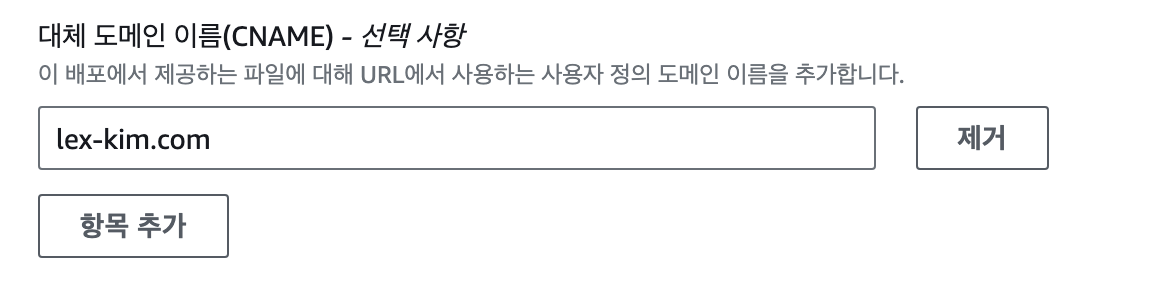 대체 도메인 이름(CNAME) - 선택 사항
이 배포에서 제공하는 파일에 대해 URL에서 사용하는 사용자 정의 도메인 이름을 추가합니다.
lex-kim.com
제거
항목 추가